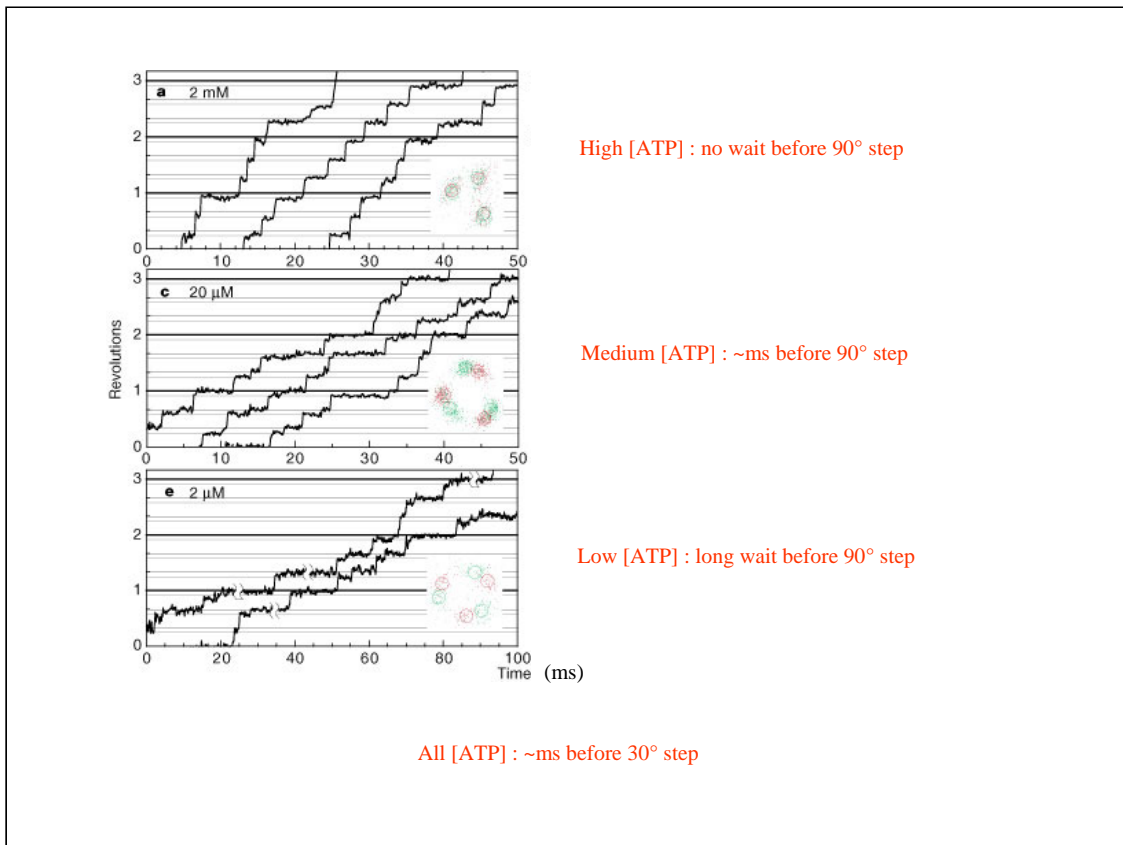 3
a 2 mM
2
1
0
0 10 20 30 40 50
High [ATP] : no wait before 90° step
3
c 20 μM
2
1
0
0 10 20 30 40 50
Revolutions
Medium [ATP] : ~ms before 90° step
3
e 2 μM
2
1
0
0 20 40 60 80 100
Time (ms)
Low [ATP] : long wait before 90° step
All [ATP] : ~ms before 30° step